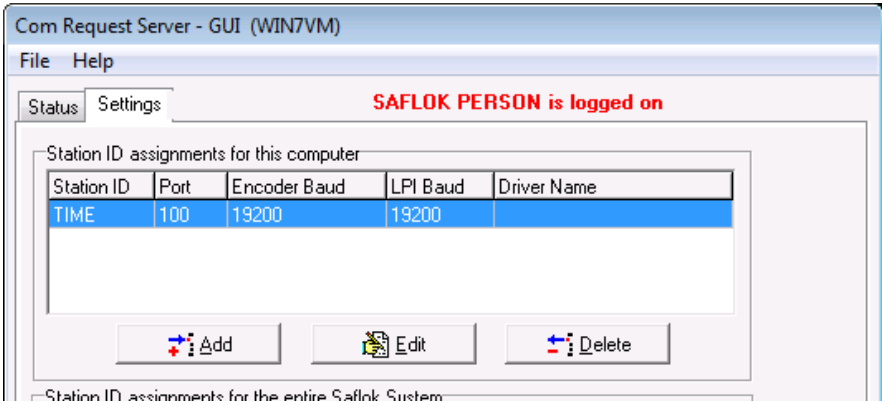 Com Request Server - GUI (WIN7VM)
File Help
Status Settings SAFLOK PERSON is logged on
Station ID assignments for this computer
Station ID Port Encoder Baud LPI Baud Driver Name
TIME 100 19200 19200
Add Edit Delete
Station ID assignments for the entire Saflok System